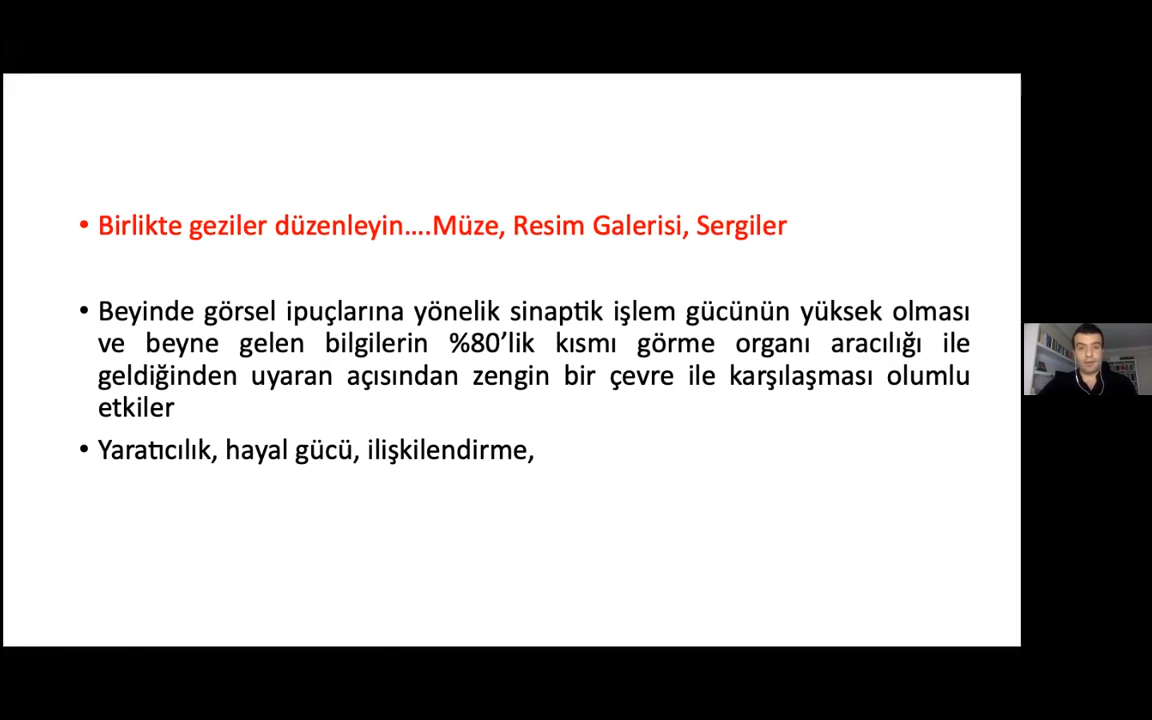 • Birlikte geziler düzenleyin....Müze, Resim Galerisi, Sergiler
• Beyinde görsel ipuçlarına yönelik sinaptik işlem gücünün yüksek olması
ve beyne gelen bilgilerin %80’lik kısmı görme organı aracılığı ile
geldiğinden uyaran açısından zengin bir çevre ile karşılaşması olumlu
etkiler
• Yaratıcılık, hayal gücü, ilişkilendirme,